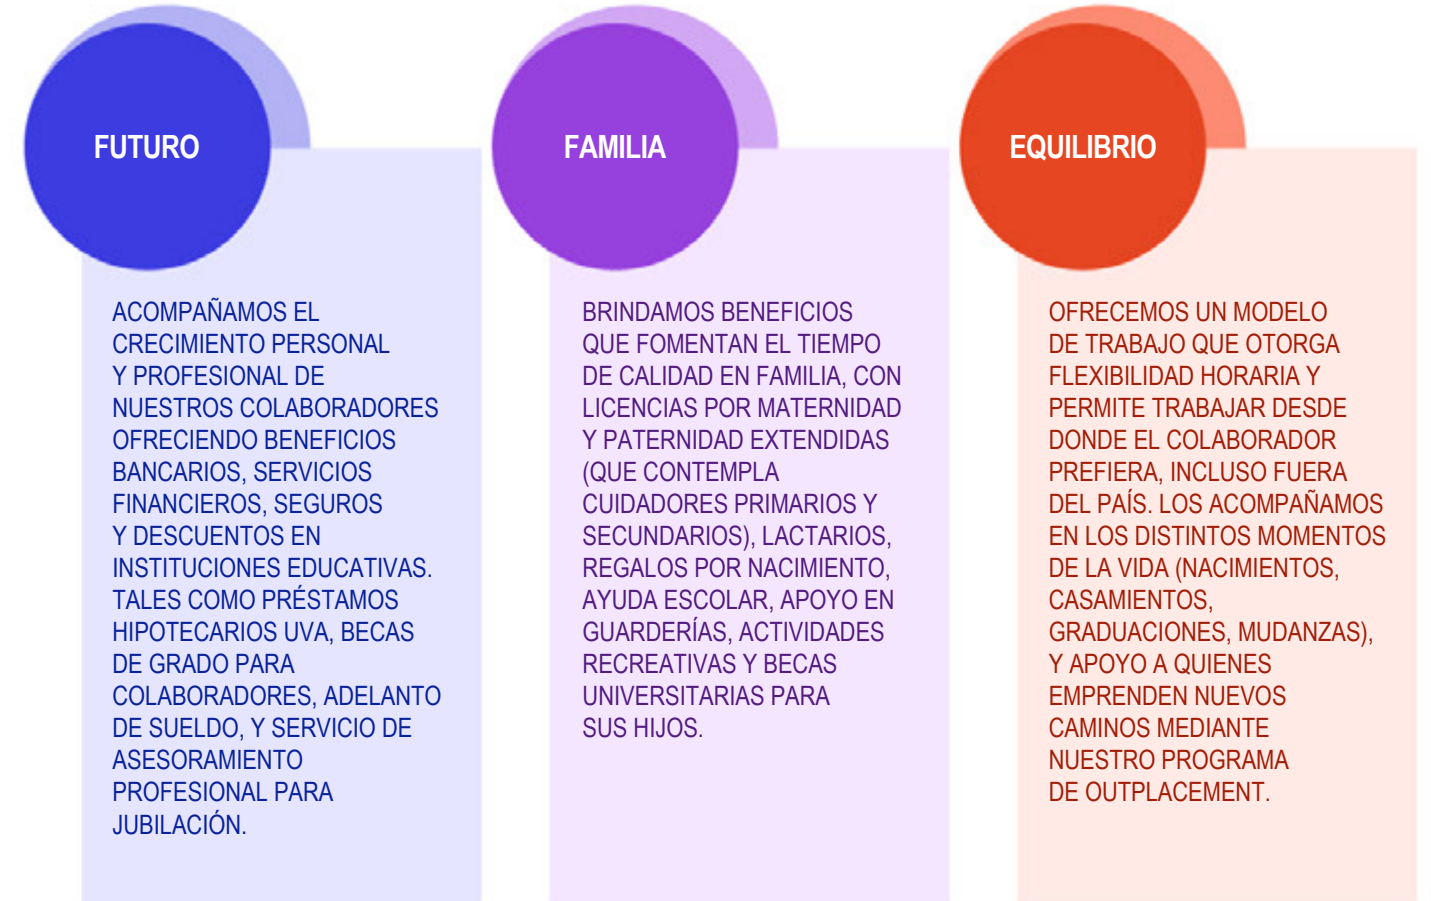 FUTURO
ACOMPAÑAMOS EL
CRECIMIENTO PERSONAL
Y PROFESIONAL DE
NUESTROS COLABORADORES
OFRECIENDO BENEFICIOS
BANCARIOS, SERVICIOS
FINANCIEROS, SEGUROS
Y DESCUENTOS EN
INSTITUCIONES EDUCATIVAS.
TALES COMO PRÉSTAMOS
HIPOTECARIOS UVA, BECAS
DE GRADO PARA
COLABORADORES, ADELANTO
DE SUELDO, Y SERVICIO DE
ASESORAMIENTO
PROFESIONAL PARA
JUBILACIÓN.
FAMILIA
BRINDAMOS BENEFICIOS
QUE FOMENTAN EL TIEMPO
DE CALIDAD EN FAMILIA, CON
LICENCIAS POR MATERNIDAD
Y PATERNIDAD EXTENDIDAS
(QUE CONTEMPLA
CUIDADORES PRIMARIOS Y
SECUNDARIOS), LACTARIOS,
REGALOS POR NACIMIENTO,
AYUDA ESCOLAR, APOYO EN
GUARDERÍAS, ACTIVIDADES
RECREATIVAS Y BECAS
UNIVERSITARIAS PARA
SUS HIJOS.
EQUILIBRIO
OFRECEMOS UN MODELO
DE TRABAJO QUE OTORGA
FLEXIBILIDAD HORARIA Y
PERMITE TRABAJAR DESDE
DONDE EL COLABORADOR
PREFIERA, INCLUSO FUERA
DEL PAÍS. LOS ACOMPAÑAMOS
EN LOS DISTINTOS MOMENTOS
DE LA VIDA (NACIMIENTOS,
CASAMIENTOS,
GRADUACIONES, MUDANZAS),
Y APOYO A QUIENES
EMPRENDEN NUEVOS
CAMINOS MEDIANTE
NUESTRO PROGRAMA
DE OUTPLACEMENT.